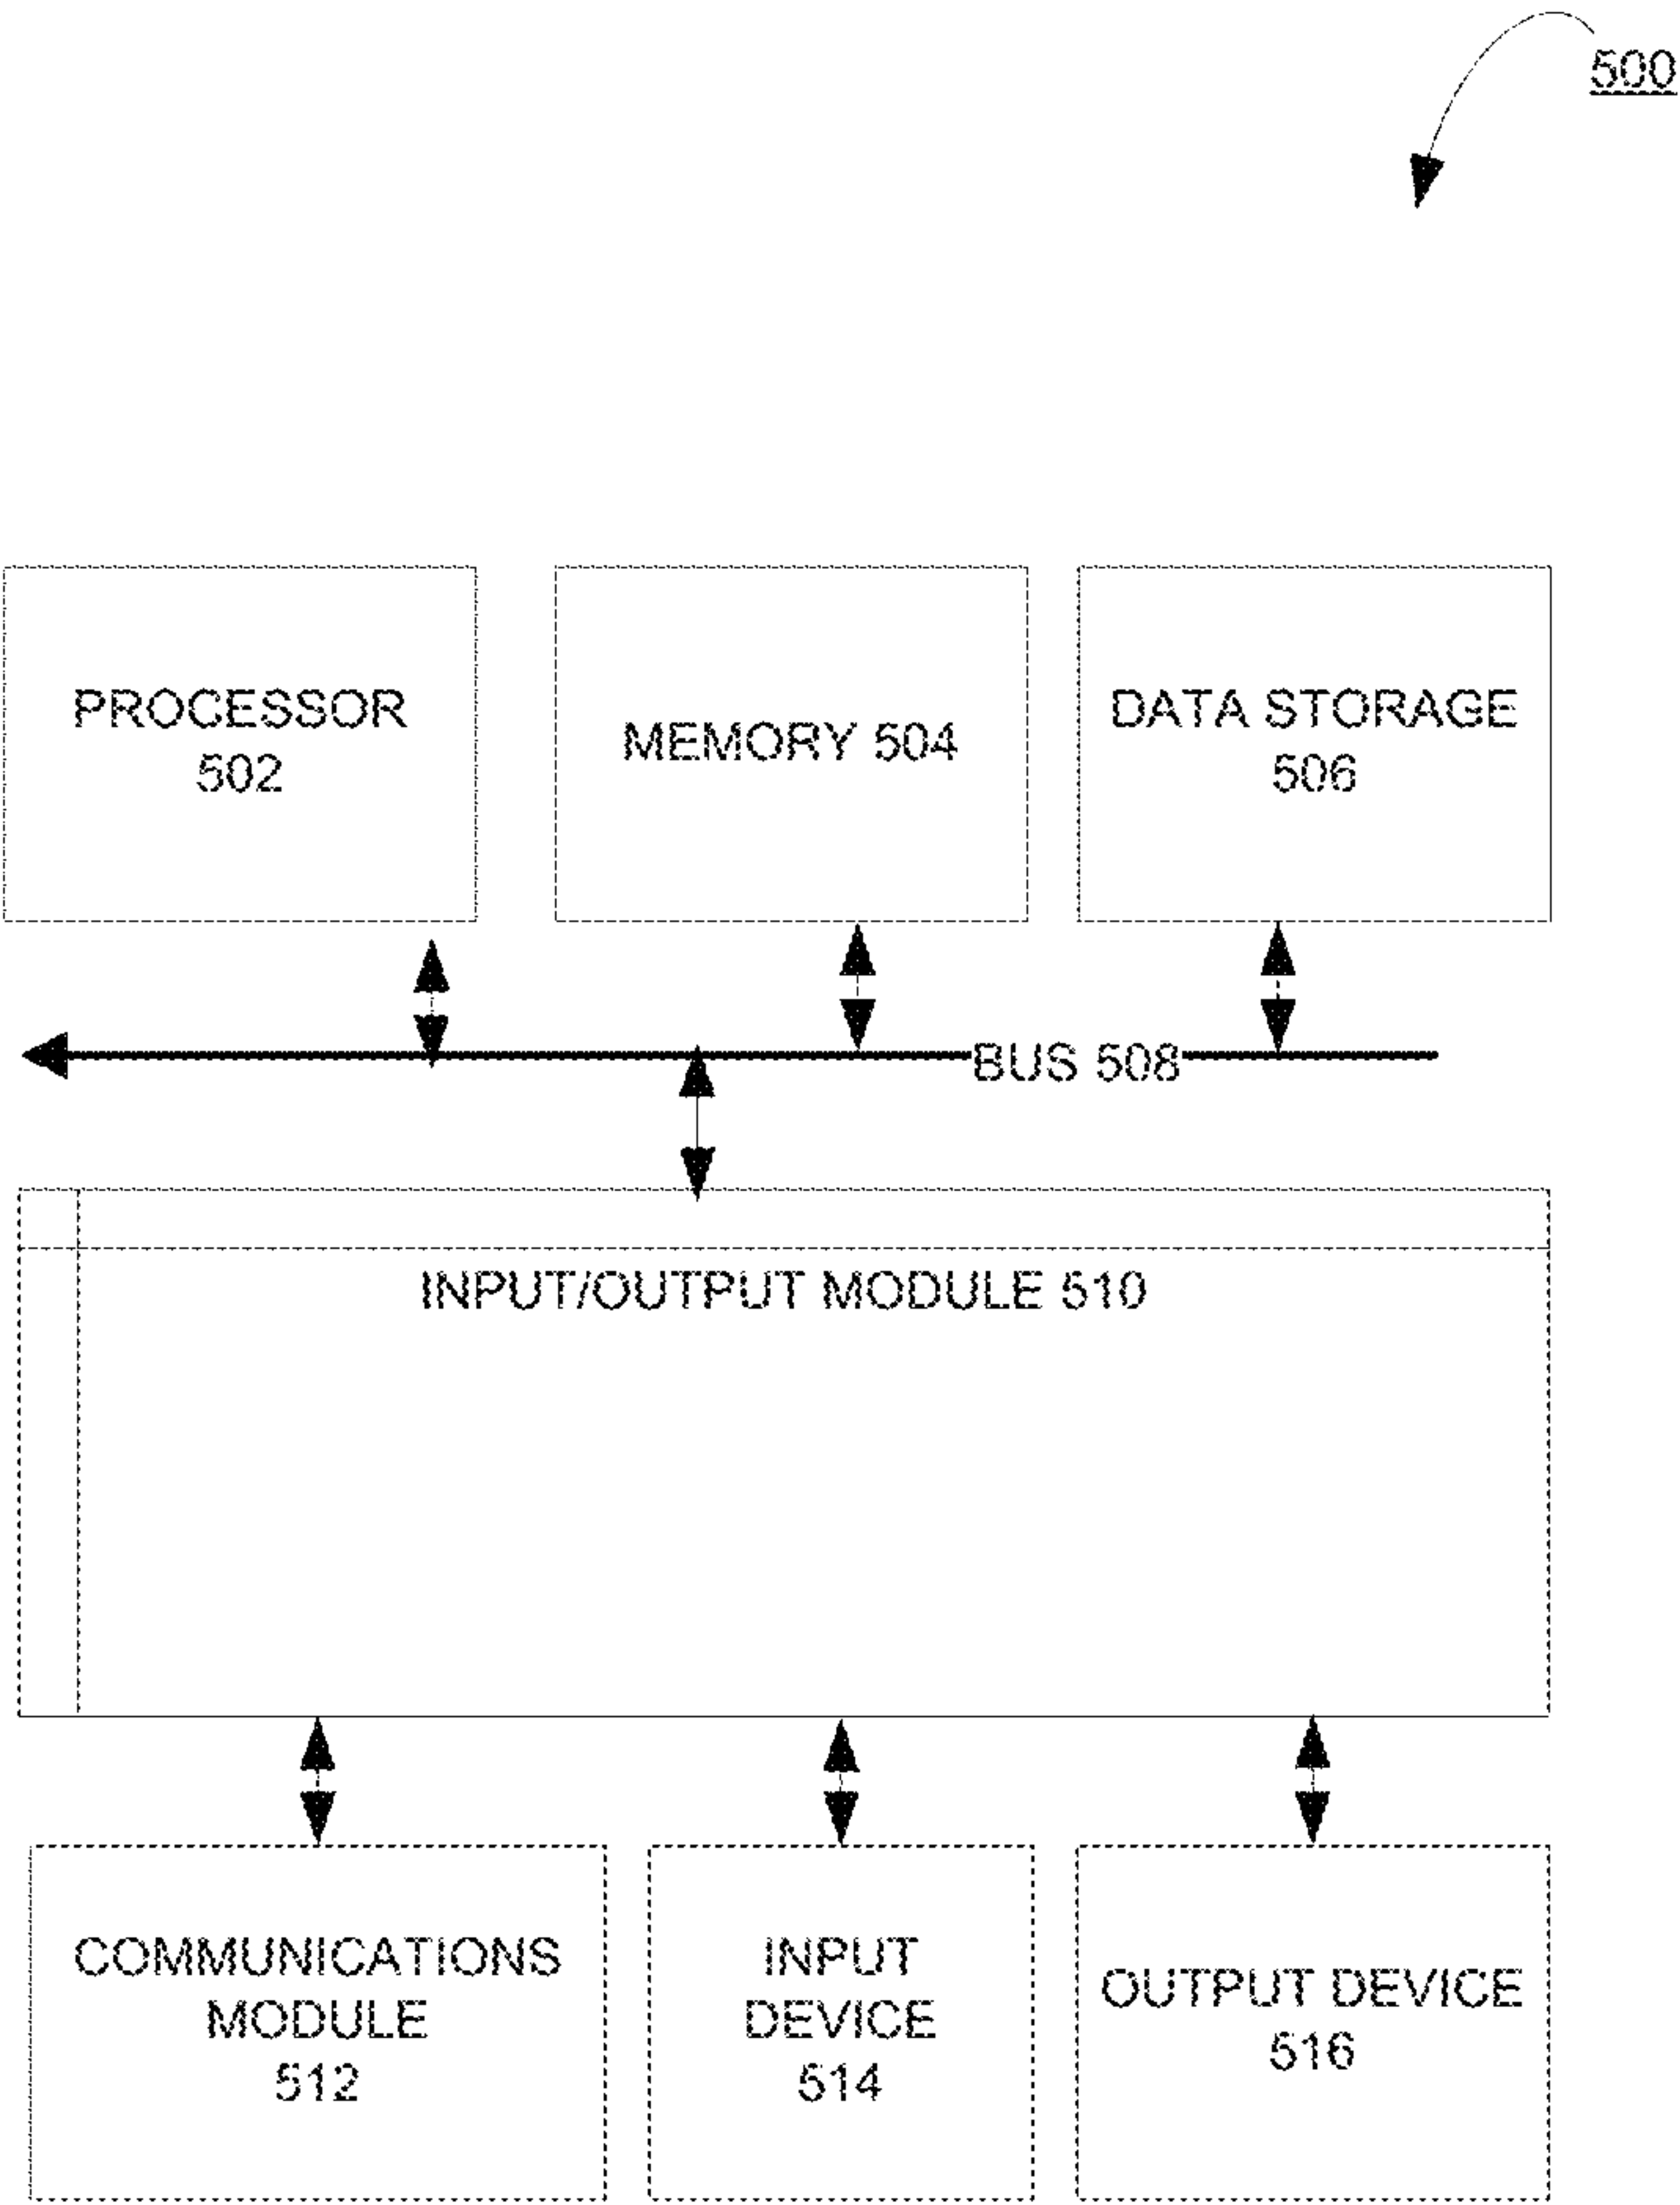 500
PROCESSOR
502
MEMORY 504
DATA STORAGE
506
BUS 508
INPUT/OUTPUT MODULE 510
COMMUNICATIONS
MODULE
512
INPUT
DEVICE
514
OUTPUT DEVICE
516